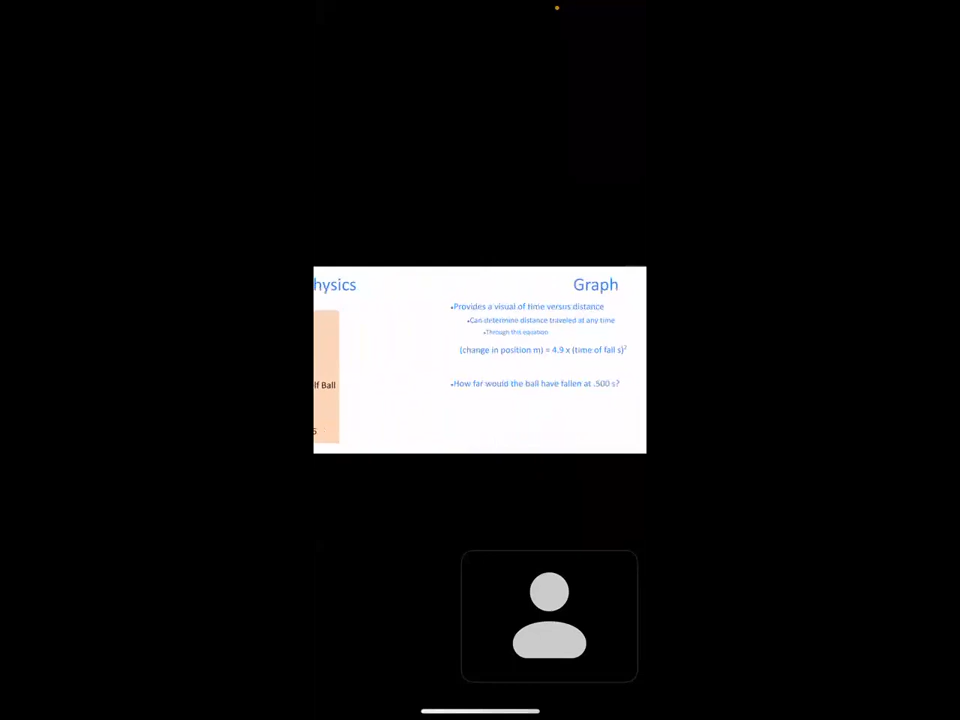 hysics
Graph
•Provides a visual of time versus distance
•Can determine distance traveled at any time
•Through this equation
(change in position m) = 4.9 x (time of fall s)²
lf Ball
•How far would the ball have fallen at .500 s?